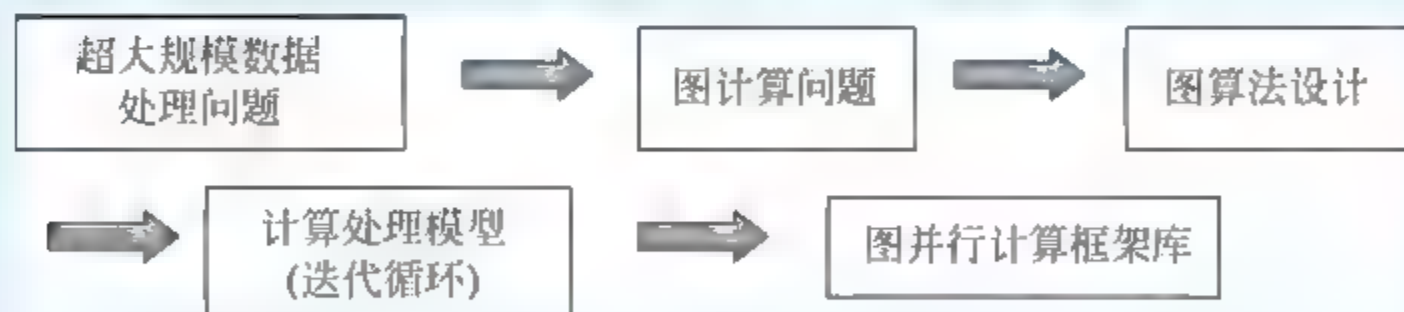 超大规模数据
处理问题
图计算问题
图算法设计
计算处理模型
(迭代循环)
图并行计算框架库